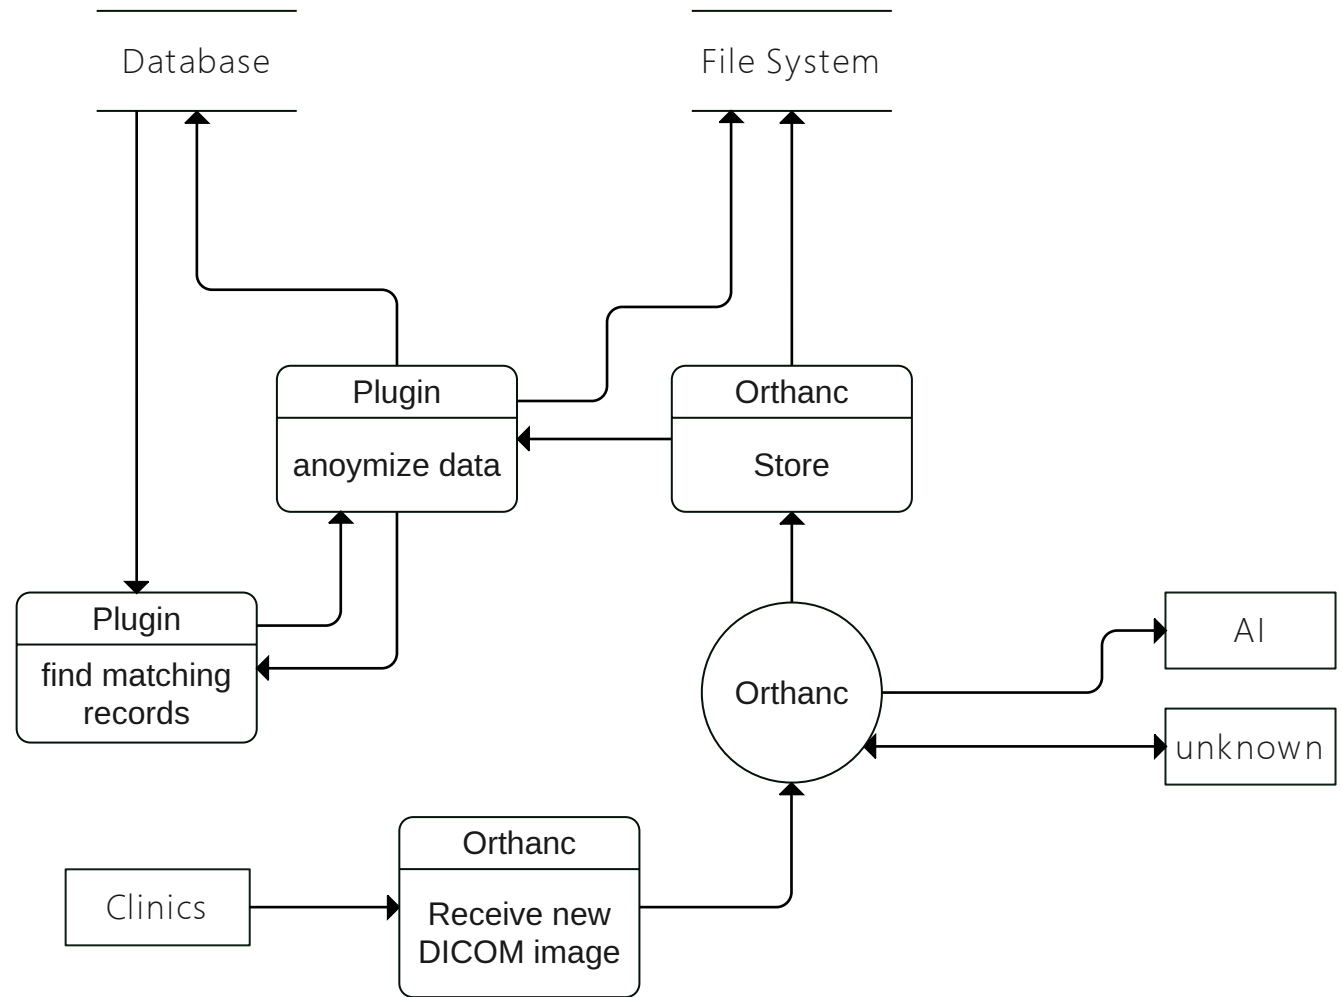 Database
File System
Plugin
anoymize data
Orthanc
Store
Plugin
find matching
records
Orthanc
AI
unknown
Orthanc
Receive new
DICOM image
Clinics